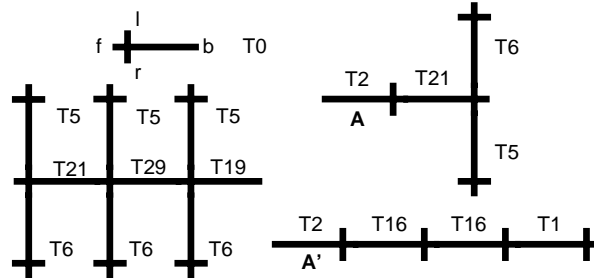 l
f b T0
r
T5 T5 T5
T21 T29 T19
T6 T6 T6
T6
T2 T21
A
T5
T2 T16 T16 T1
A'